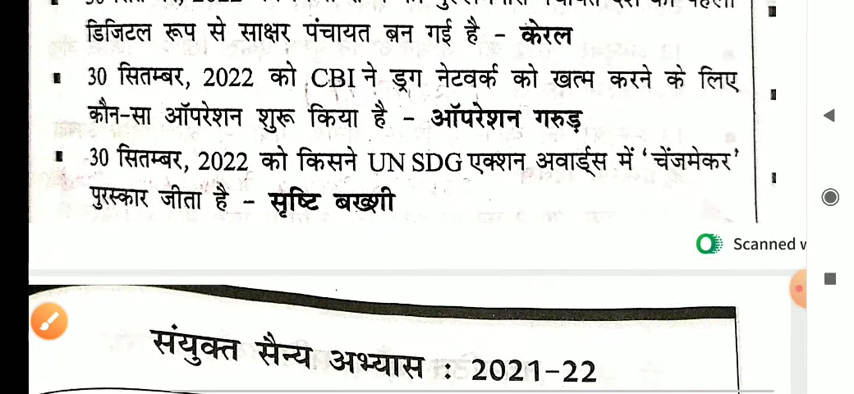 डिजिटल रूप से साक्षर पंचायत बन गई है – केरल
30 सितम्बर, 2022 को CBI ने ड्रग नेटवर्क को खत्म करने के लिए
कौन-सा ऑपरेशन शुरू किया है – ऑपरेशन गरुड़
30 सितम्बर, 2022 को किसने UN SDG एक्शन अवार्ड्स में ‘चेंजमेकर’
पुरस्कार जीता है – सृष्टि बख्शी
Scanned
संयुक्त सैन्य अभ्यास : 2021-22